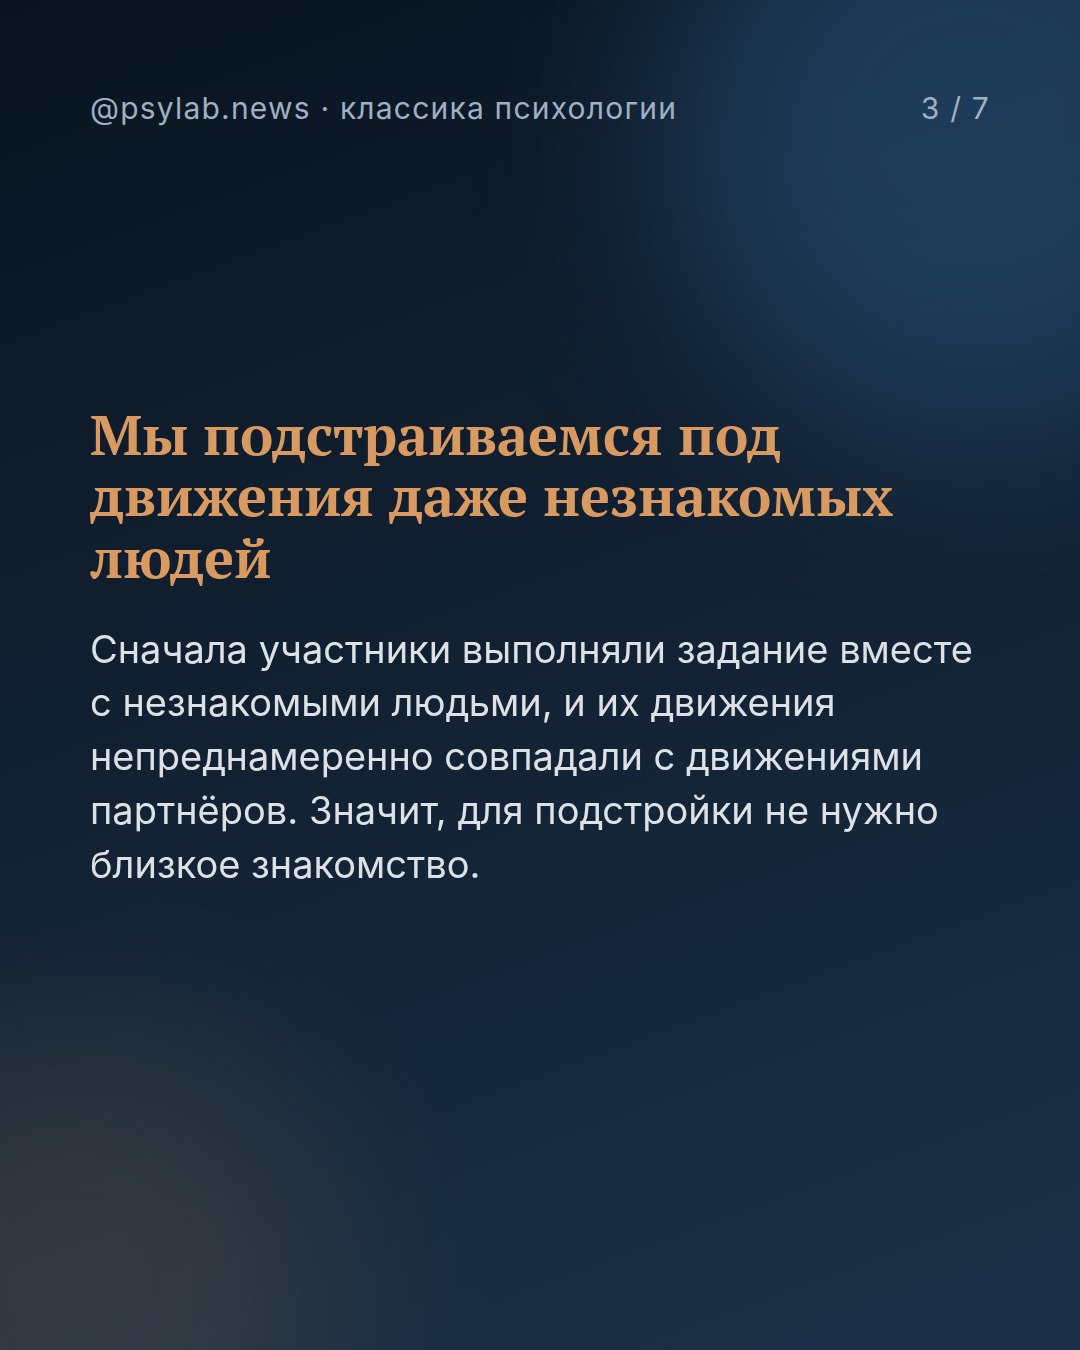 @psylab.news · классика психологии
3 / 7
Мы подстраиваемся под
движения даже незнакомых
людей
Сначала участники выполняли задание вместе
с незнакомыми людьми, и их движения
непреднамеренно совпадали с движениями
партнёров. Значит, для подстройки не нужно
близкое знакомство.